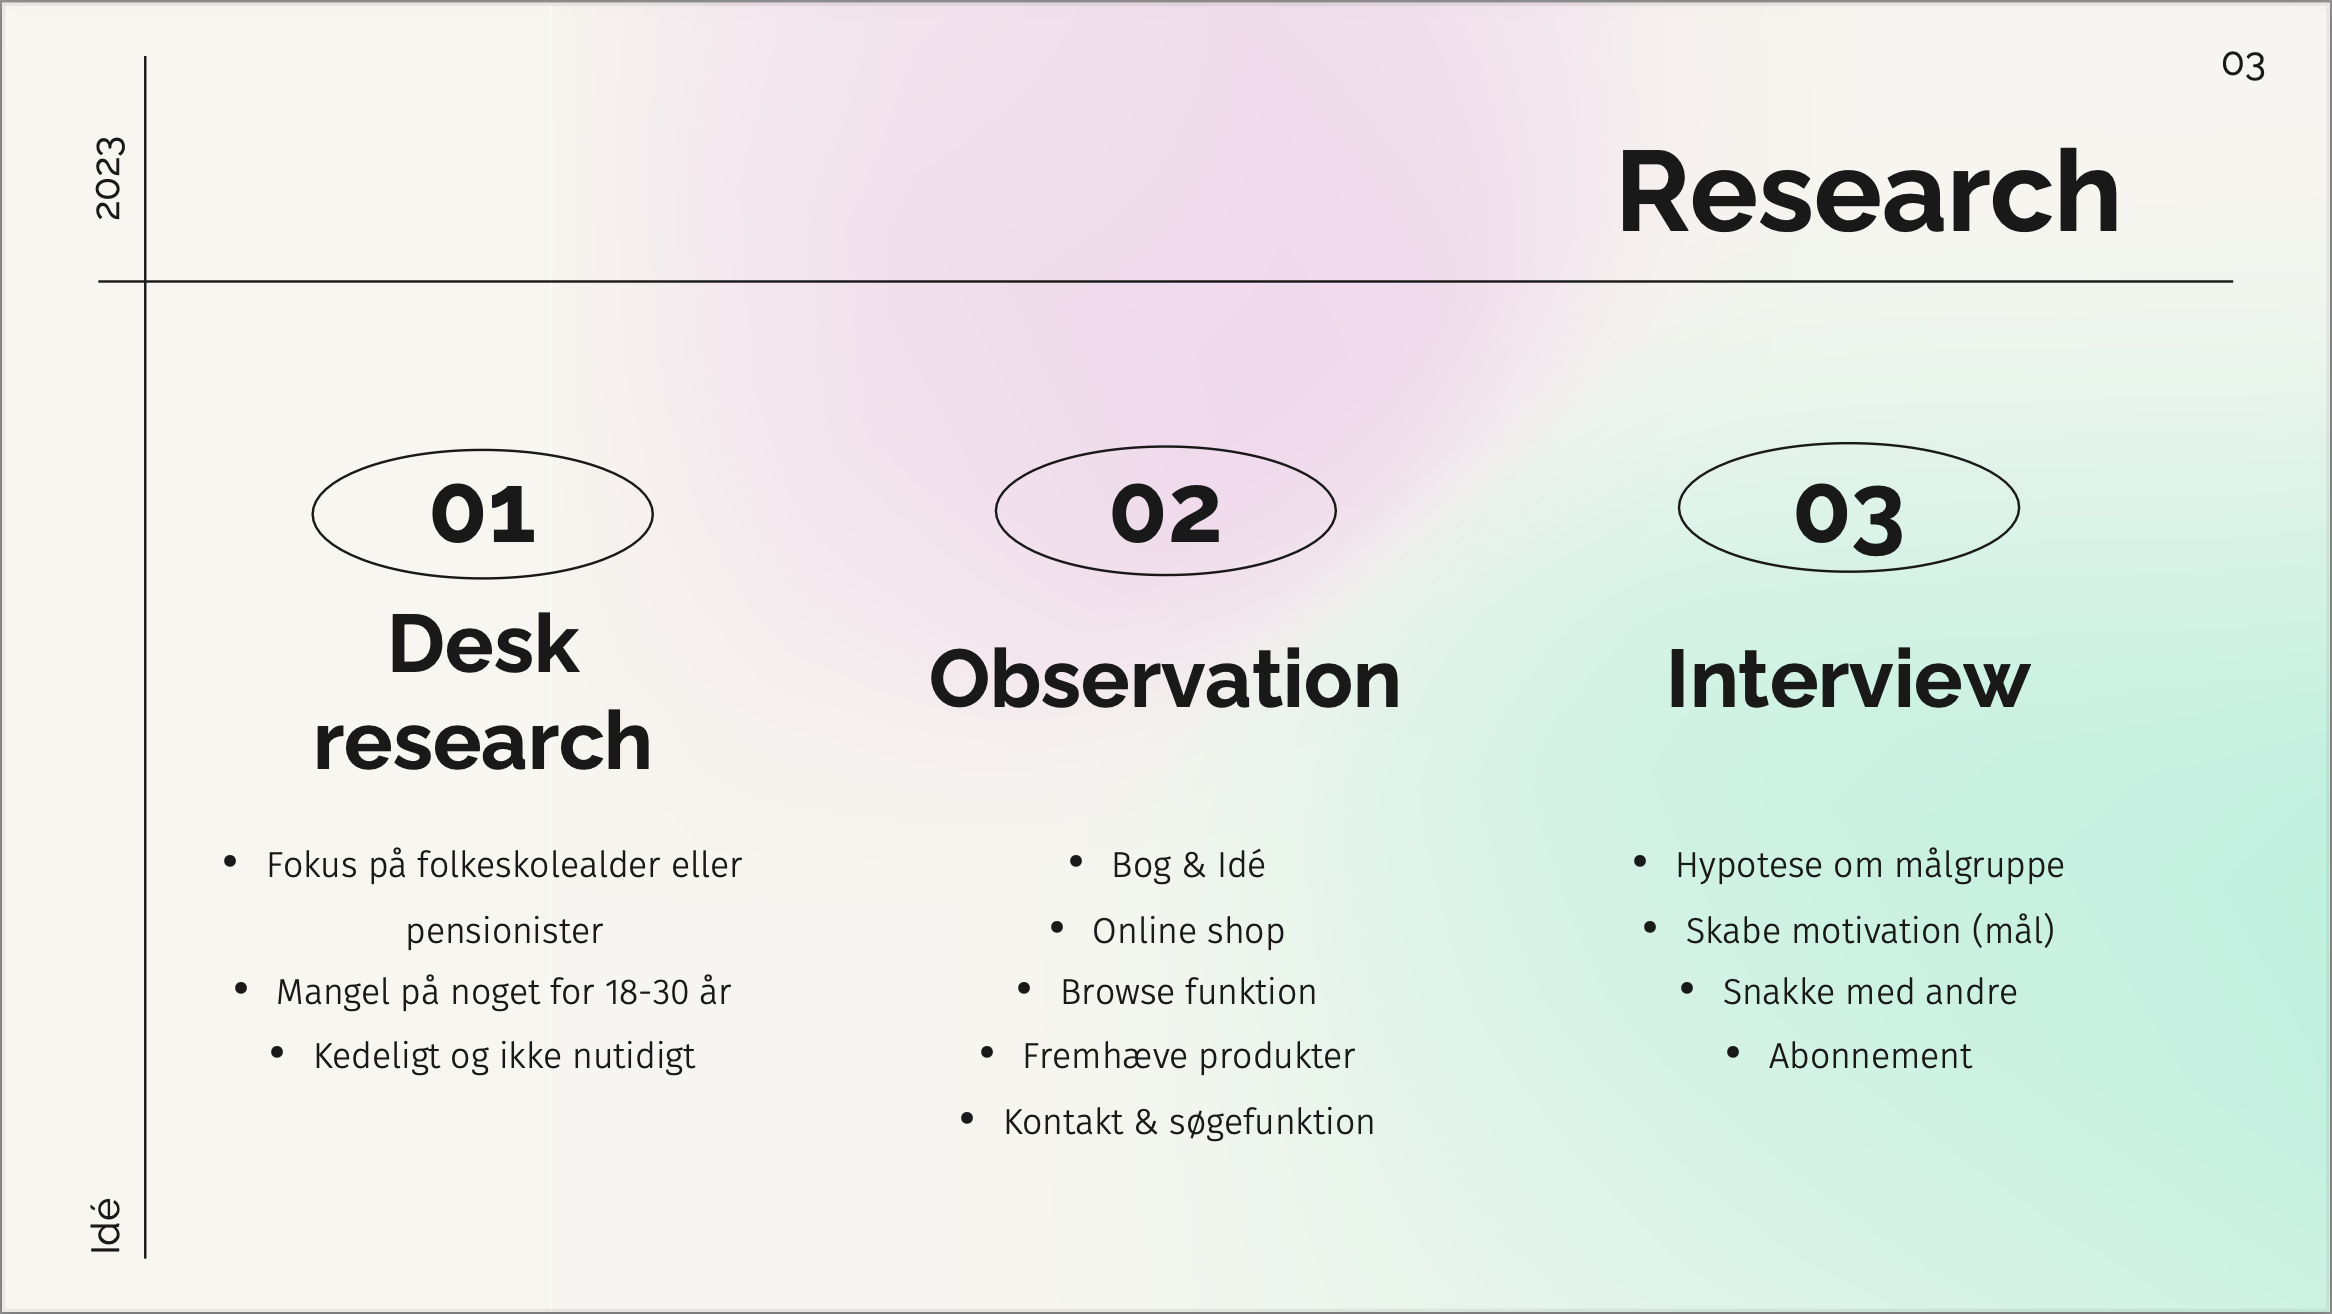 03
2023
Research
01
Desk
research
• Fokus på folkeskolealder eller
pensionister
• Mangel på noget for 18-30 år
• Kedeligt og ikke nutidigt
02
Observation
• Bog & Idé
• Online shop
• Browse funktion
• Fremhæve produkter
• Kontakt & søgefunktion
03
Interview
• Hypotese om målgruppe
• Skabe motivation (mål)
• Snakke med andre
• Abonnement
Idé